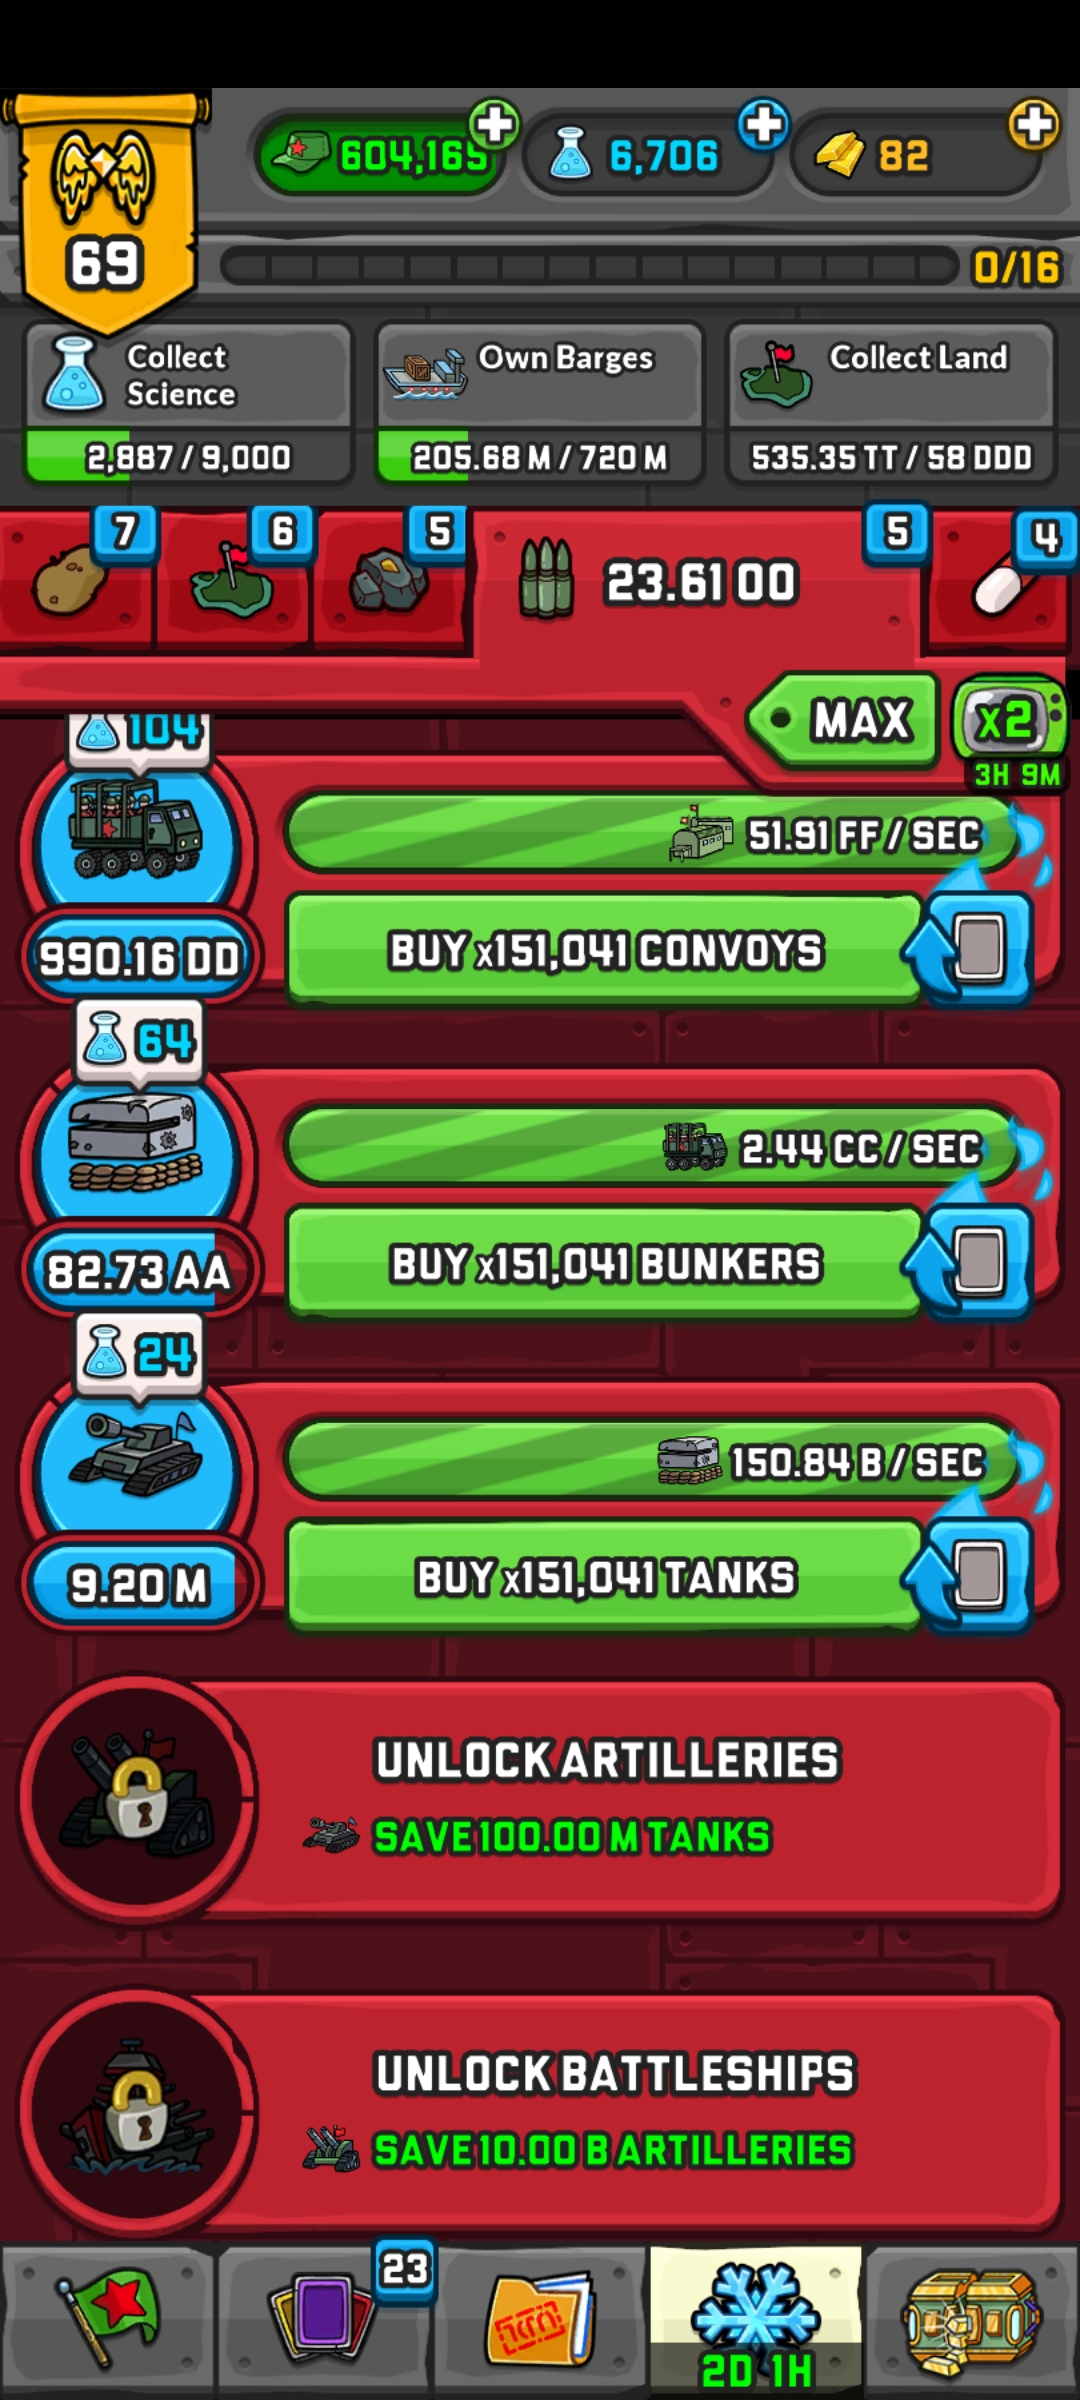 604,165
6,706
82
69
0/16
Collect
Science
2,887 / 9,000
Own Barges
205.68 M / 720 M
Collect Land
535.35 TT / 58 DDD
7
6
5
23.61 OO
5
4
MAX
x2
3H 9M
104
51.91 FF / SEC
990.16 DD
BUY x151,041 CONVOYS
64
2.44 CC / SEC
82.73 AA
BUY x151,041 BUNKERS
24
150.84 B / SEC
9.20 M
BUY x151,041 TANKS
UNLOCK ARTILLERIES
SAVE 100.00 M TANKS
UNLOCK BATTLESHIPS
SAVE 10.00 B ARTILLERIES
23
2D 1H